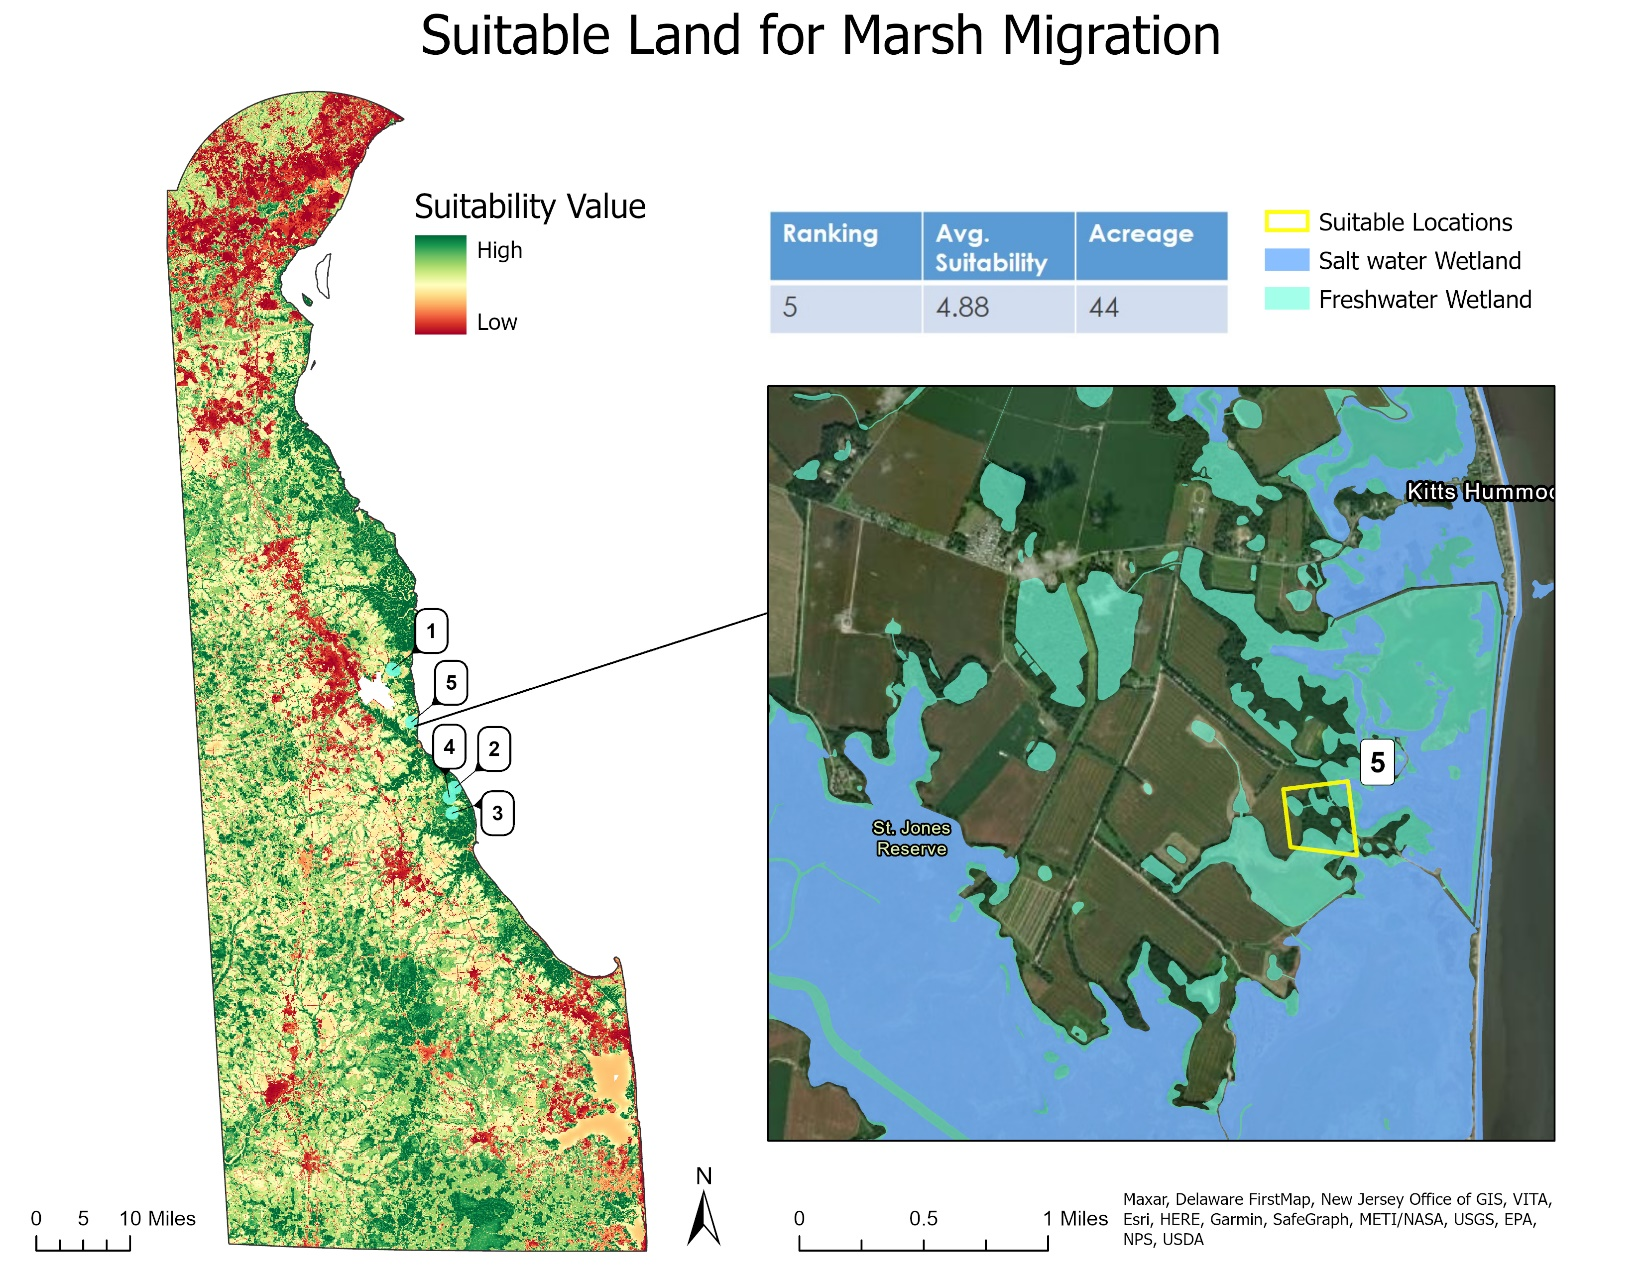 Suitable Land for Marsh Migration
Suitability Value
High
Low
Ranking
Avg.
Suitability
Acreage
5
4.88
44
Suitable Locations
Salt water Wetland
Freshwater Wetland
1
5
4
2
3
Kitts Hummoc
5
St. Jones
Reserve
N
0 5 10 Miles
0 0.5 1 Miles
Maxar, Delaware FirstMap, New Jersey Office of GIS, VITA,
Esri, HERE, Garmin, SafeGraph, METI/NASA, USGS, EPA,
NPS, USDA